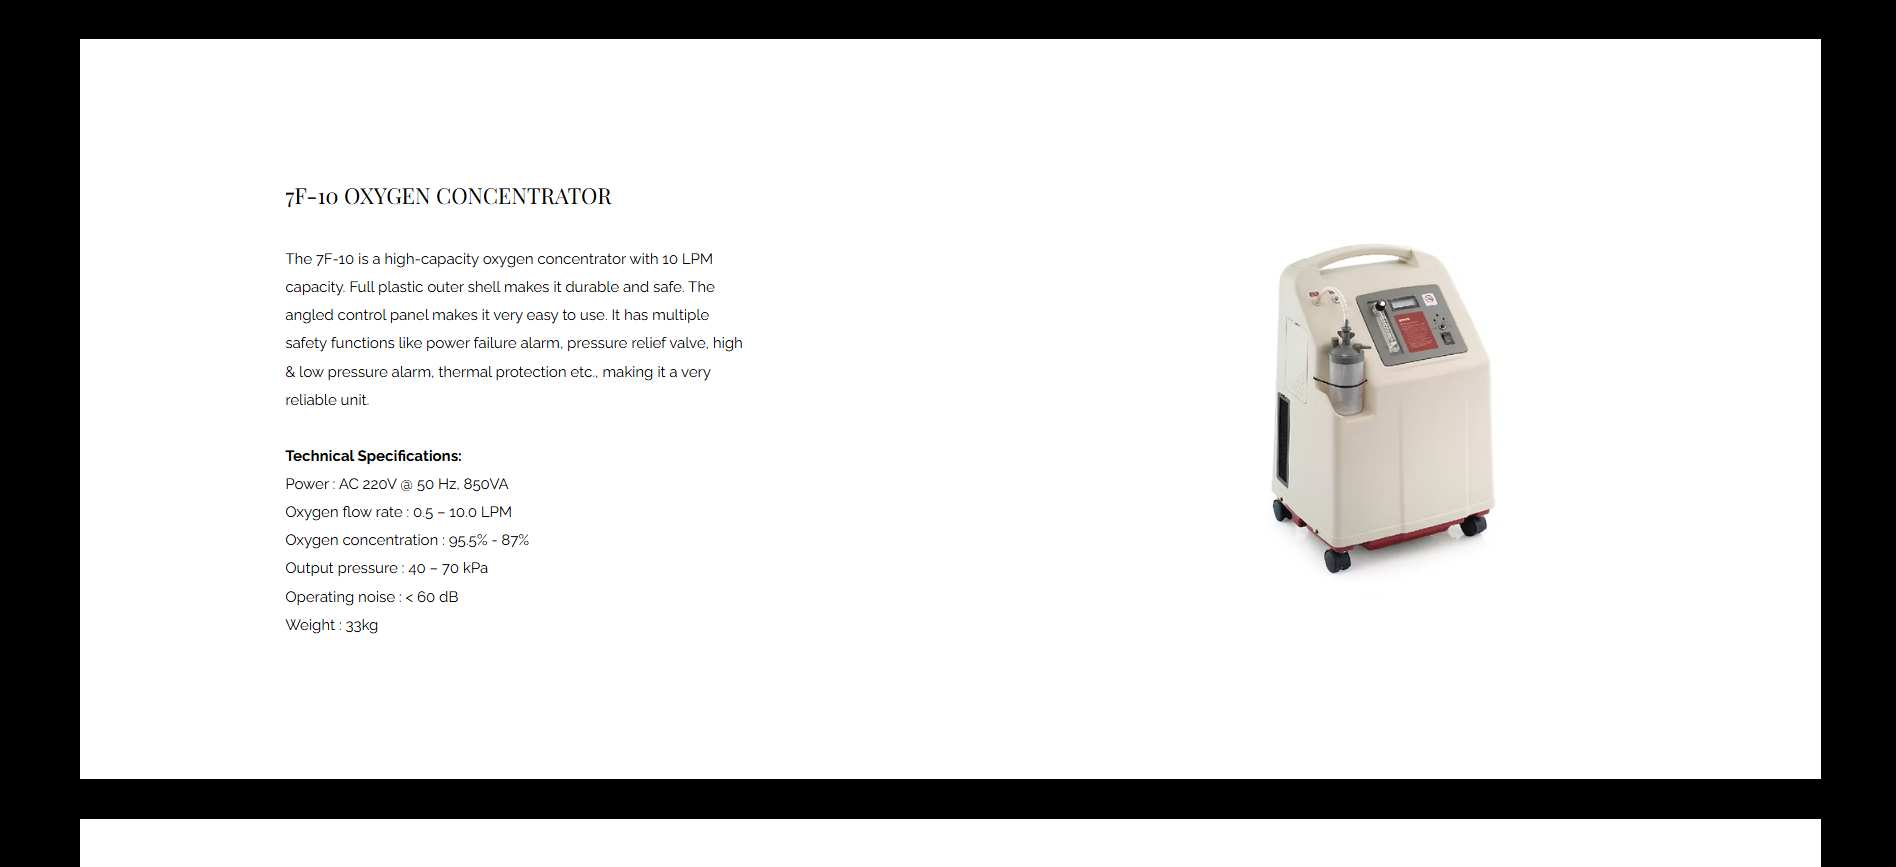 7F-10 OXYGEN CONCENTRATOR
The 7F-10 is a high-capacity oxygen concentrator with 10 LPM
capacity. Full plastic outer shell makes it durable and safe. The
angled control panel makes it very easy to use. It has multiple
safety functions like power failure alarm, pressure relief valve, high
& low pressure alarm, thermal protection etc., making it a very
reliable unit.
Technical Specifications:
Power : AC 220V @ 50 Hz, 850VA
Oxygen flow rate : 0.5 – 10.0 LPM
Oxygen concentration : 95.5% - 87%
Output pressure : 40 – 70 kPa
Operating noise : < 60 dB
Weight : 33kg